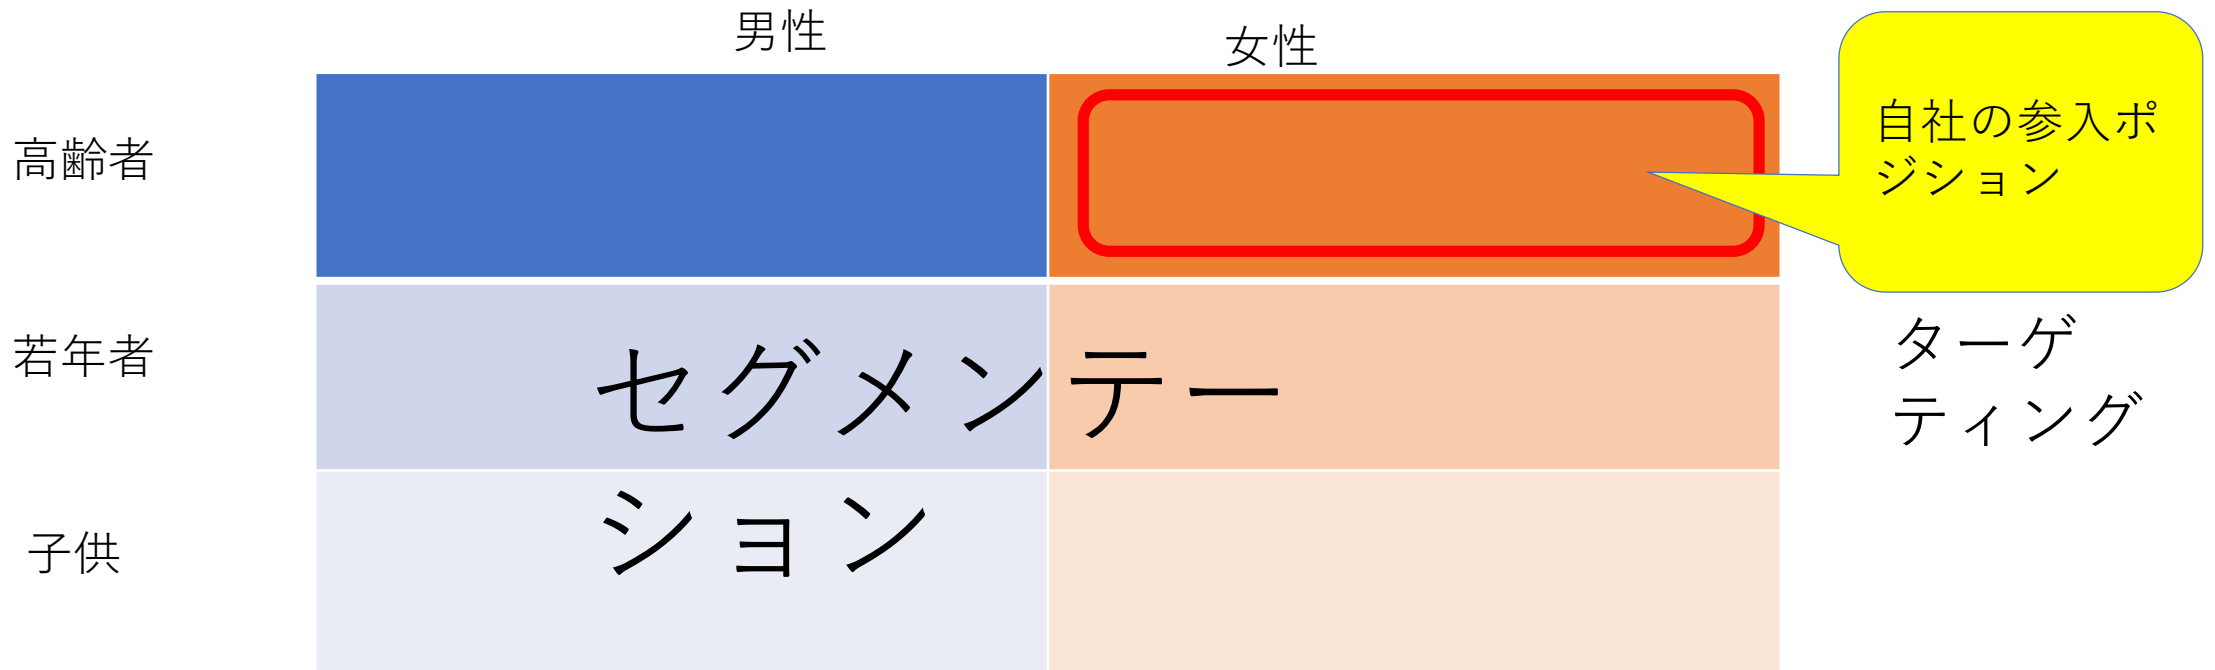 男性
女性
自社の参入ポ
ジション
高齢者
若年者
セグメンテー
ション
ターゲ
ティング
子供